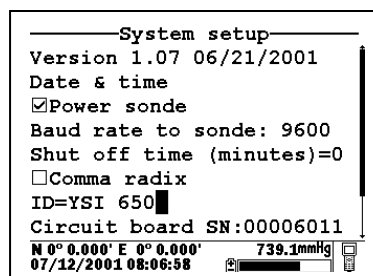 System setup
Version 1.07 06/21/2001
Date & time
☑Power sonde
Baud rate to sonde: 9600
Shut off time (minutes)=0
☐Comma radix
ID=YSI 650
Circuit board SN:00006011
N 0° 0.000' E 0° 0.000' 739.1mmHg
07/12/2001 08:06:58